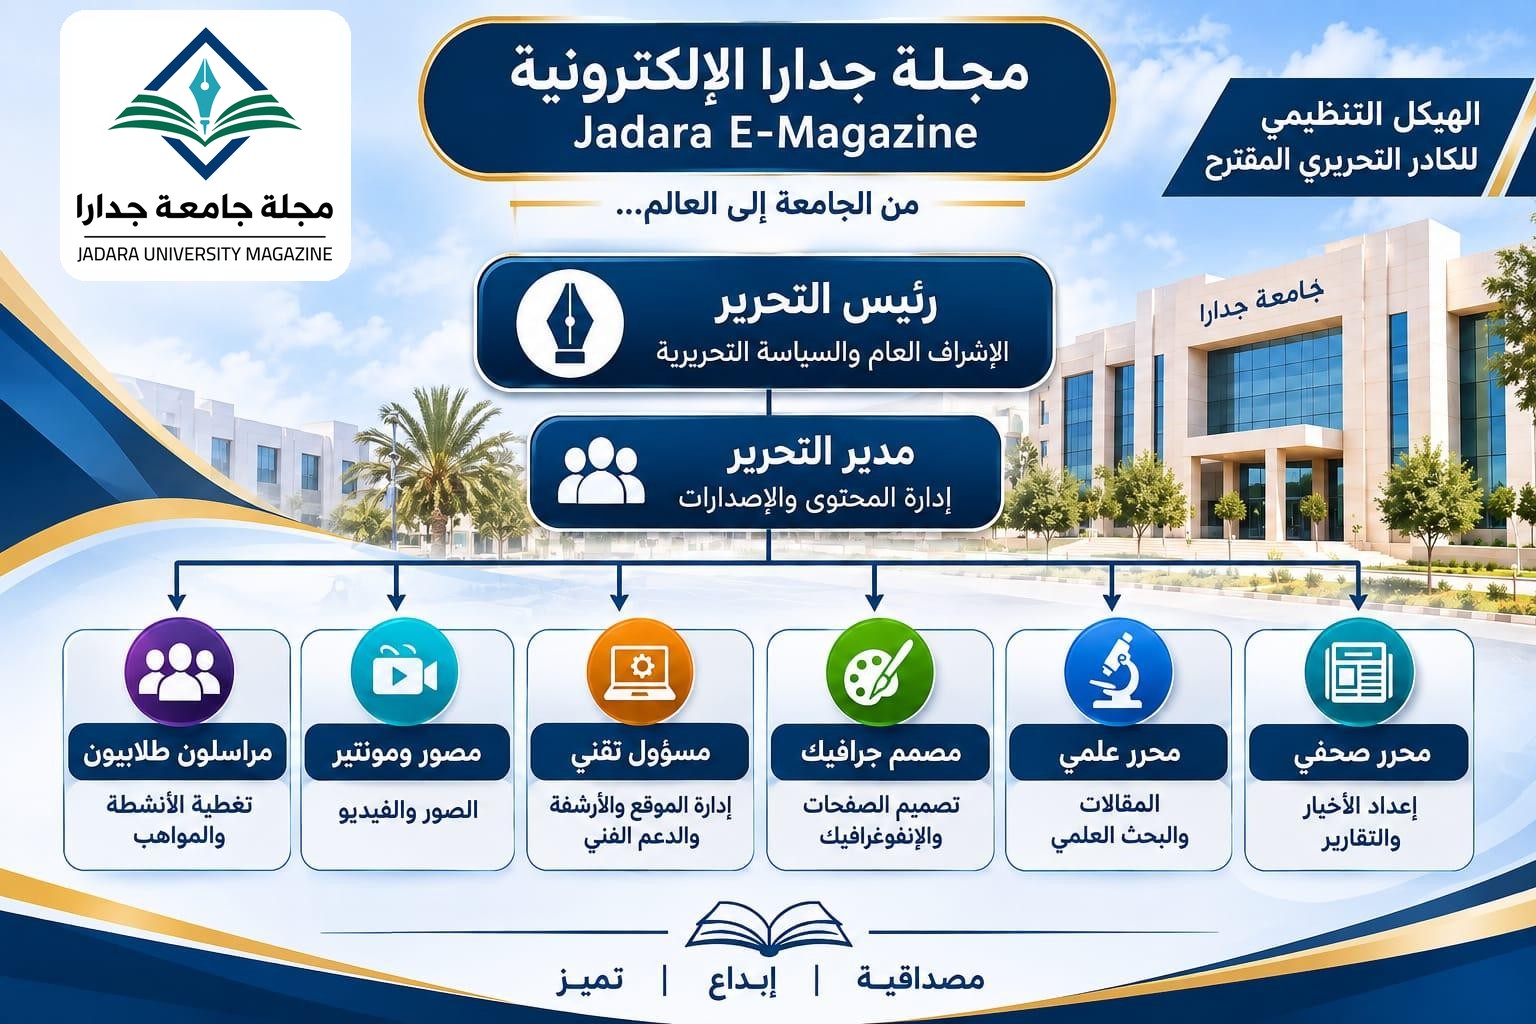 مجلة جدارا الإلكترونية
Jadara E-Magazine
من الجامعة إلى العالم...
الهيكل التنظيمي
للكادر التحريري المقترح
مجلة جامعة جدارا
JADARA UNIVERSITY MAGAZINE
جامعة جدارا
رئيس التحرير
الإشراف العام والسياسة التحريرية
مدير التحرير
إدارة المحتوى والإصدارات
محرر صحفي
إعداد الأخبار
والتقارير
محرر علمي
المقالات
والبحث العلمي
مصمم جرافيك
تصميم الصفحات
والإنفوغرافيك
مسؤول تقني
إدارة الموقع والأرشفة
والدعم الفني
مصور ومونتير
الصور والفيديو
مراسلون طلابيون
تغطية الأنشطة
والمواهب
مصداقية | إبداع | تميز